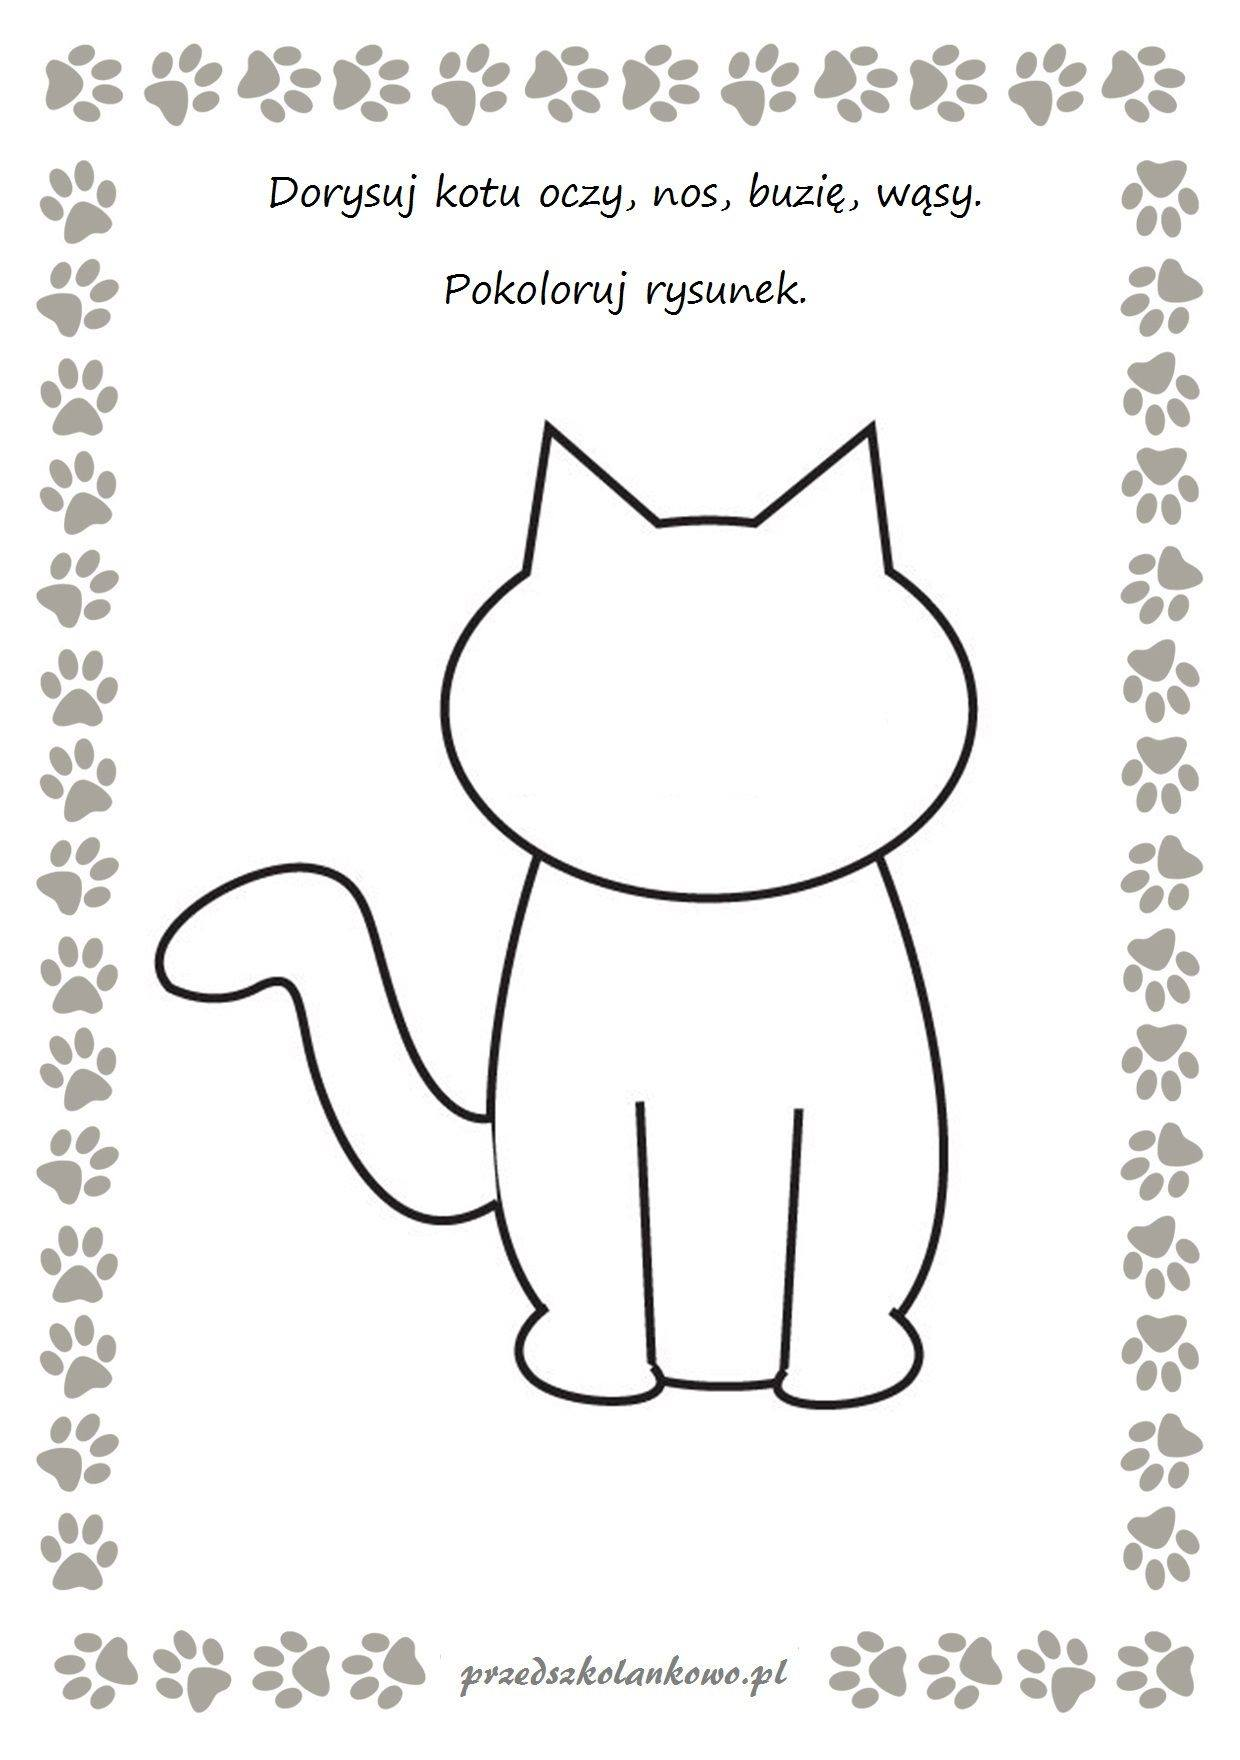 Dorysuj kotu oczy, nos, buzię, wąsy.
Pokoloruj rysunek.
przedszkolankowo.pl